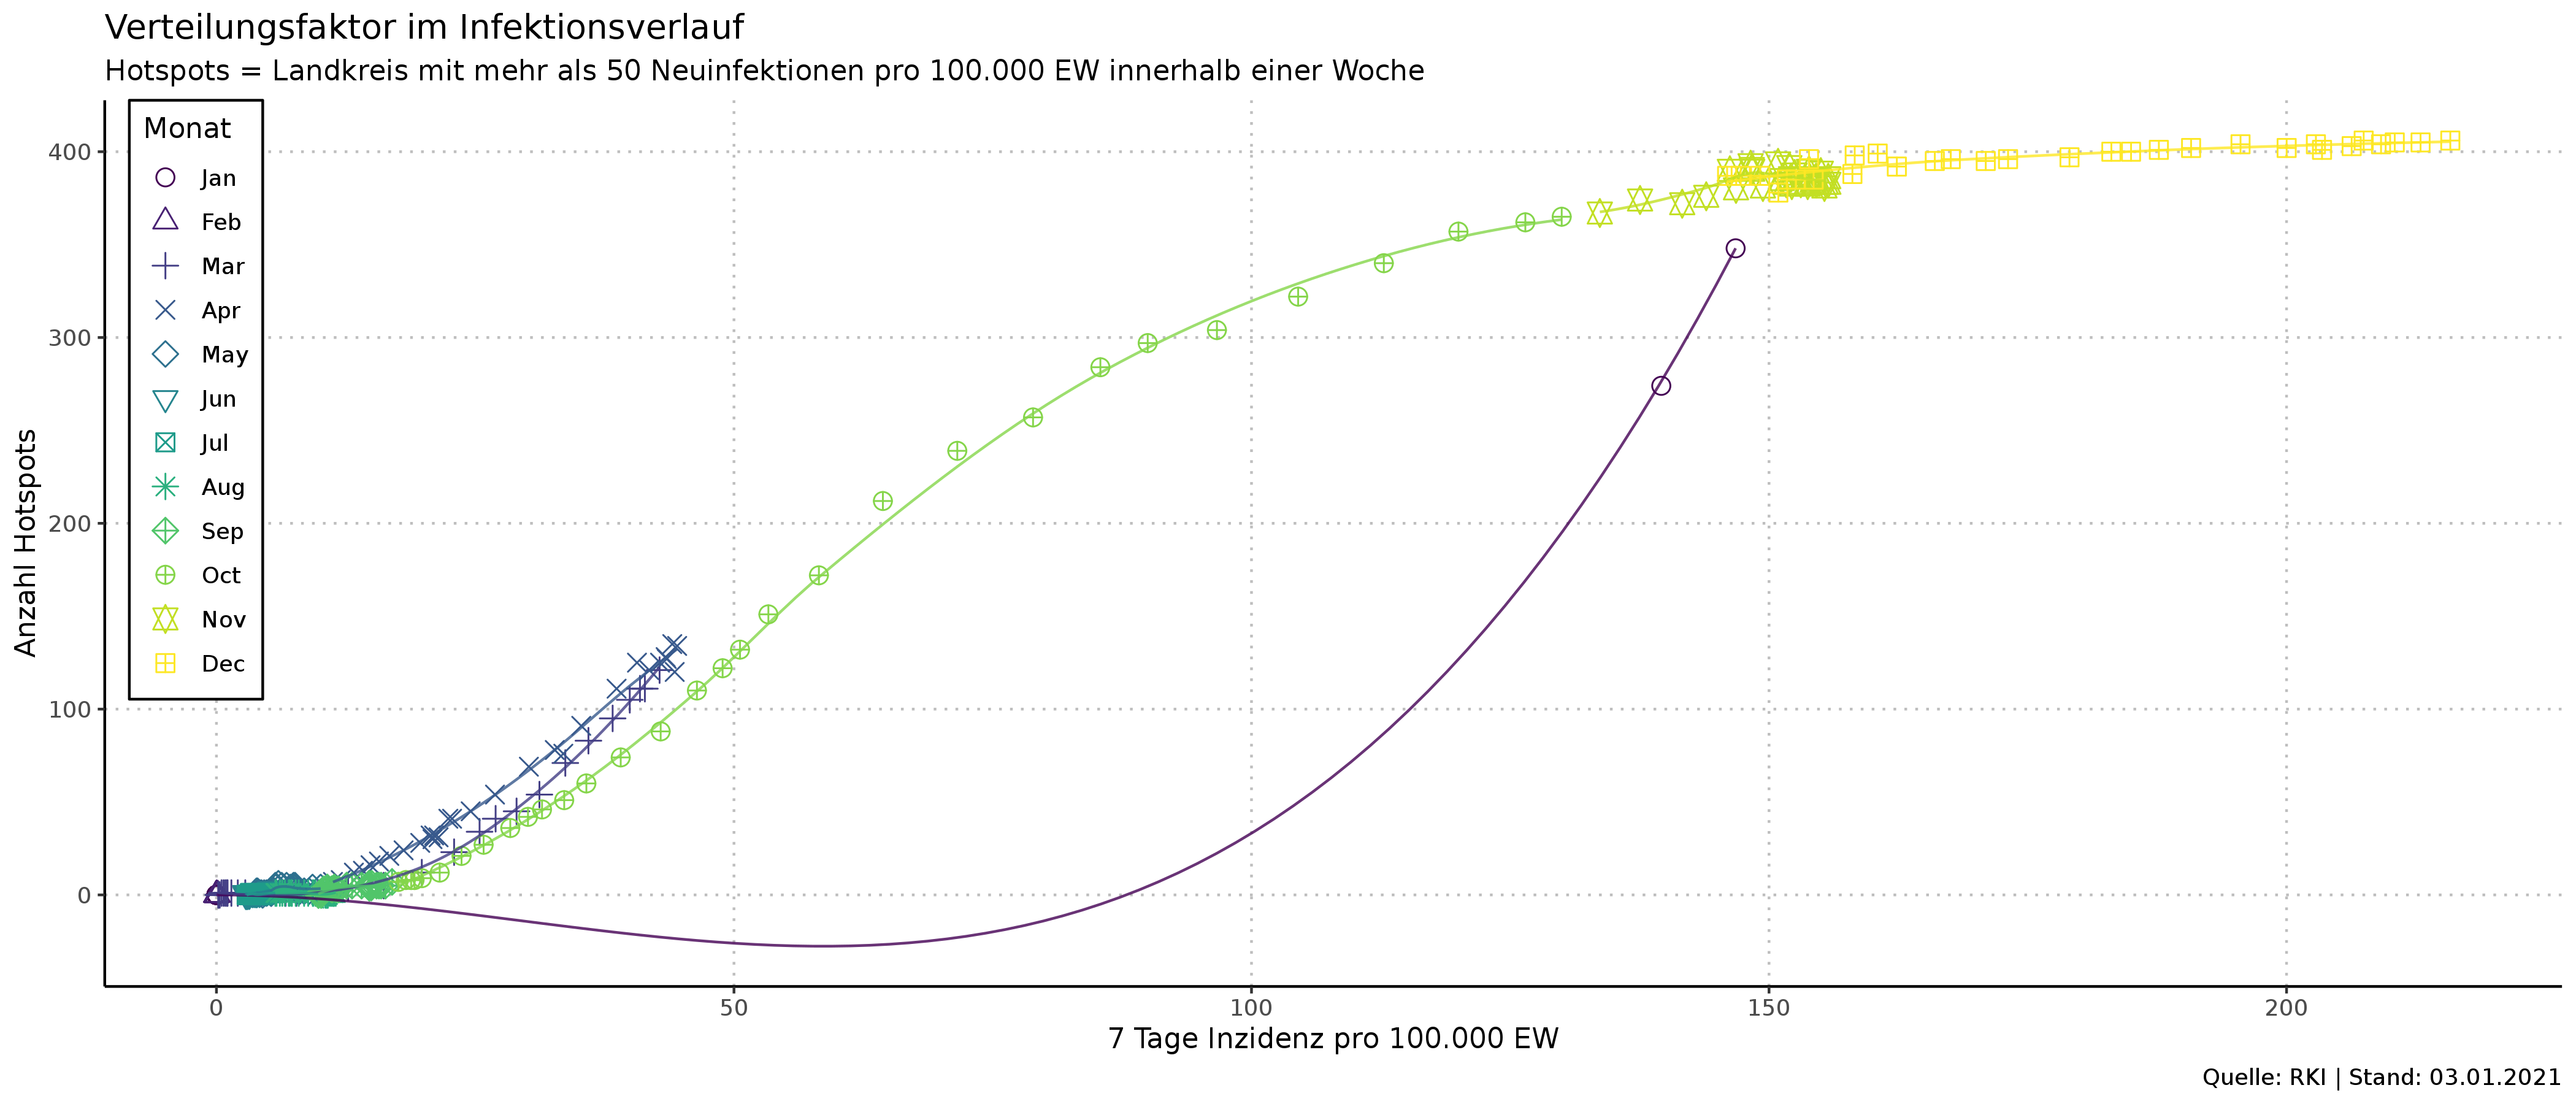 Verteilungsfaktor im Infektionsverlauf
Hotspots = Landkreis mit mehr als 50 Neuinfektionen pro 100.000 EW innerhalb einer Woche
Monat
Jan
Feb
Mar
Apr
May
Jun
Jul
Aug
Sep
Oct
Nov
Dec
Anzahl Hotspots
400
300
200
100
0
0 50 100 150 200
7 Tage Inzidenz pro 100.000 EW
Quelle: RKI | Stand: 03.01.2021